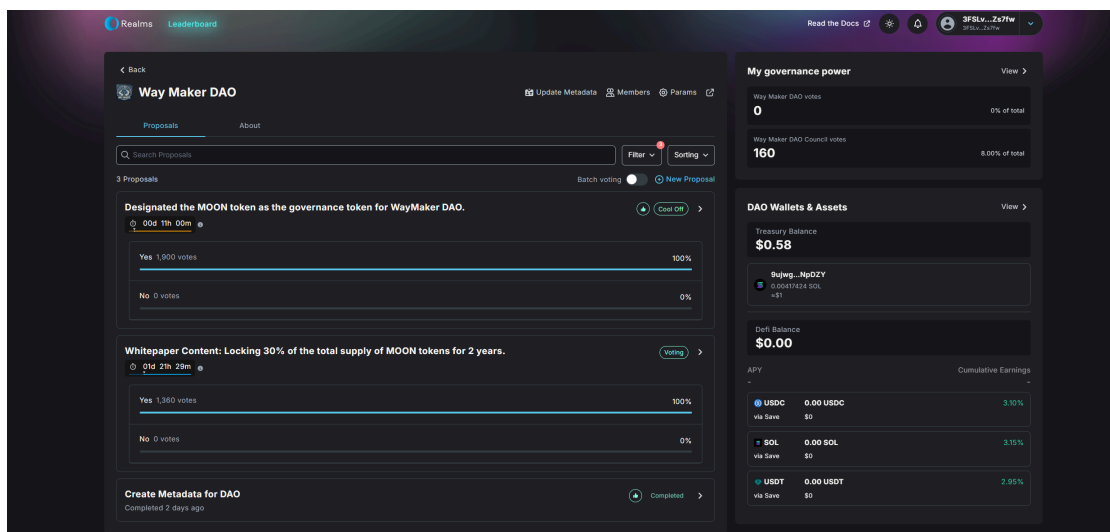 Realms Leaderboard
Read the Docs
3FSLv...Zs7fw
3FSLv...Zs7fw
Back
Way Maker DAO
Update Metadata Members Params
Proposals About
Search Proposals
Filter 3 Sorting
3 Proposals
Batch voting New Proposal
Designated the MOON token as the governance token for WayMaker DAO.
Cool Off
00d 11h 00m
Yes 1,900 votes 100%
No 0 votes 0%
Whitepaper Content: Locking 30% of the total supply of MOON tokens for 2 years.
Voting
01d 21h 29m
Yes 1,360 votes 100%
No 0 votes 0%
Create Metadata for DAO
Completed
Completed 2 days ago
My governance power View
Way Maker DAO votes
0 0% of total
Way Maker DAO Council votes
160 8.00% of total
DAO Wallets & Assets View
Treasury Balance
$0.58
9ujwg...NpDZY
0.00417424 SOL
≈$1
Defi Balance
$0.00
APY Cumulative Earnings
- -
USDC 0.00 USDC 3.10%
via Save $0
SOL 0.00 SOL 3.15%
via Save $0
USDT 0.00 USDT 2.95%
via Save $0